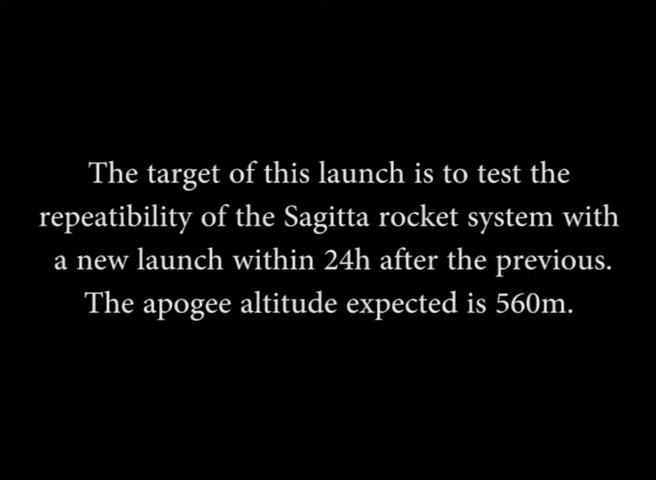 The target of this launch is to test the
repeatibility of the Sagitta rocket system with
a new launch within 24h after the previous.
The apogee altitude expected is 560m.